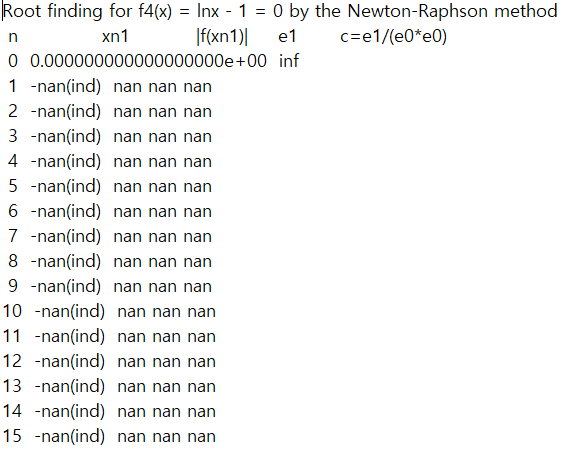 Root finding for f4(x) = lnx - 1 = 0 by the Newton-Raphson method
n xn1 |f(xn1)| e1 c=e1/(e0*e0)
0 0.000000000000000000e+00 inf
1 -nan(ind) nan nan nan
2 -nan(ind) nan nan nan
3 -nan(ind) nan nan nan
4 -nan(ind) nan nan nan
5 -nan(ind) nan nan nan
6 -nan(ind) nan nan nan
7 -nan(ind) nan nan nan
8 -nan(ind) nan nan nan
9 -nan(ind) nan nan nan
10 -nan(ind) nan nan nan
11 -nan(ind) nan nan nan
12 -nan(ind) nan nan nan
13 -nan(ind) nan nan nan
14 -nan(ind) nan nan nan
15 -nan(ind) nan nan nan